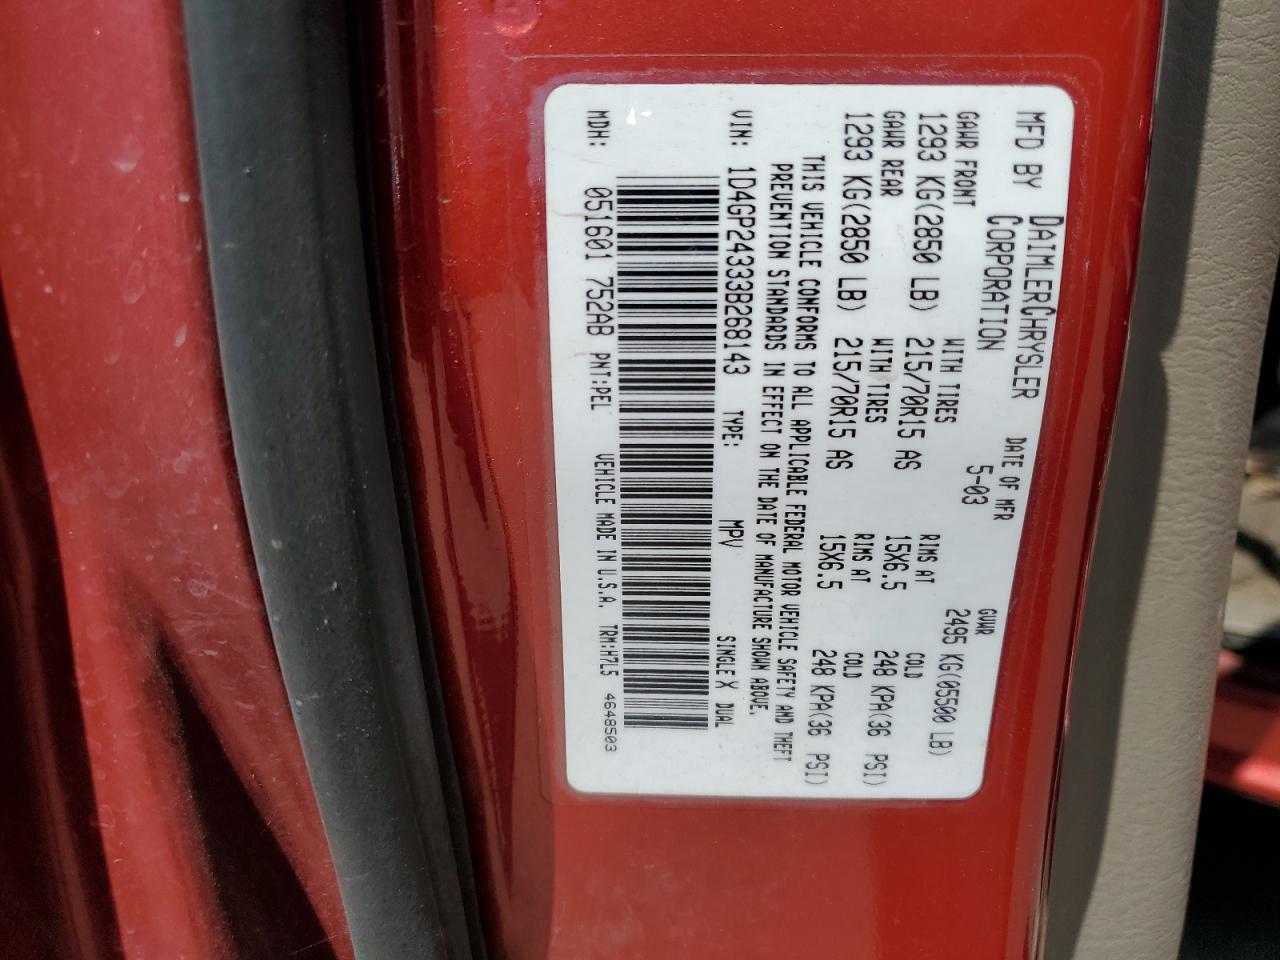 MFD BY DAIMLERCHRYSLER CORPORATION
DATE OF MFR 5-03
GVWR 2495 KG(05500 LB)
GAWR FRONT WITH TIRES RIMS AT COLD
1293 KG(2850 LB) 215/70R15 AS 15X6.5 248 KPA(36 PSI)
GAWR REAR WITH TIRES RIMS AT COLD
1293 KG(2850 LB) 215/70R15 AS 15X6.5 248 KPA(36 PSI)
THIS VEHICLE CONFORMS TO ALL APPLICABLE FEDERAL MOTOR VEHICLE SAFETY AND THEFT
PREVENTION STANDARDS IN EFFECT ON THE DATE OF MANUFACTURE SHOWN ABOVE.
VIN: 1D4GP24333B268143 TYPE: MPV SINGLE X DUAL
MDH: 051601 752AB PNT:PEL VEHICLE MADE IN U.S.A. TRM:H7L5 4648503